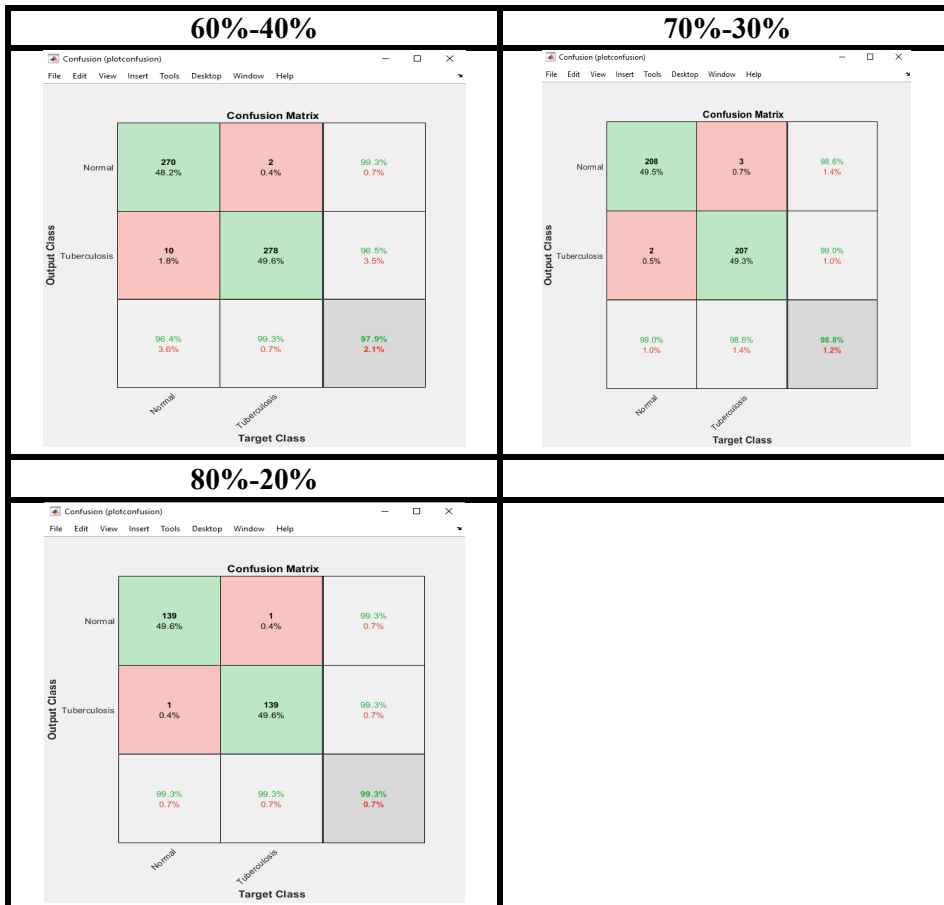 60%-40%
70%-30%
Confusion (plotconfusion)
File Edit View Insert Tools Desktop Window Help
Confusion Matrix
Normal
270
48.2%
2
0.4%
99.3%
0.7%
Output Class
Tuberculosis
10
1.8%
278
49.6%
96.5%
3.5%
96.4%
3.6%
99.3%
0.7%
97.9%
2.1%
Normal
Tuberculosis
Target Class
Confusion (plotconfusion)
File Edit View Insert Tools Desktop Window Help
Confusion Matrix
Normal
208
49.5%
3
0.7%
98.6%
1.4%
Output Class
Tuberculosis
2
0.5%
207
49.3%
99.0%
1.0%
99.0%
1.0%
98.6%
1.4%
98.8%
1.2%
Normal
Tuberculosis
Target Class
80%-20%
Confusion (plotconfusion)
File Edit View Insert Tools Desktop Window Help
Confusion Matrix
Normal
139
49.6%
1
0.4%
99.3%
0.7%
Output Class
Tuberculosis
1
0.4%
139
49.6%
99.3%
0.7%
99.3%
0.7%
99.3%
0.7%
99.3%
0.7%
Normal
Tuberculosis
Target Class